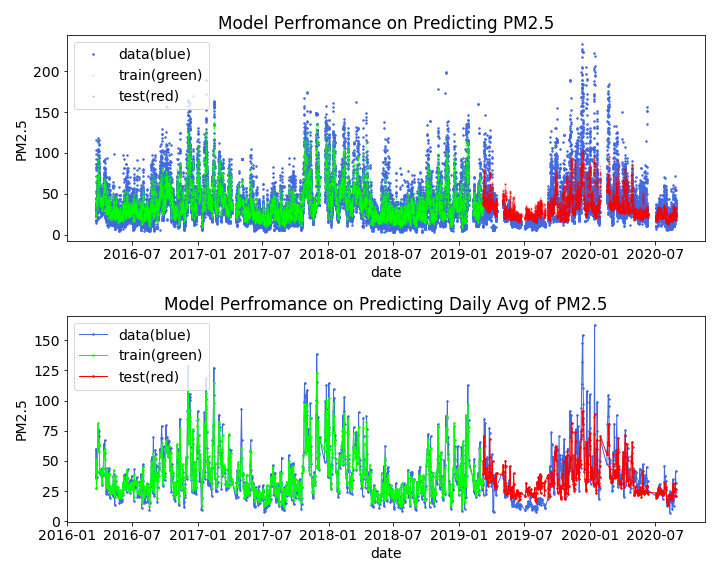 Model Perfromance on Predicting PM2.5
data(blue)
train(green)
test(red)
PM2.5
200
150
100
50
0
2016-07 2017-01 2017-07 2018-01 2018-07 2019-01 2019-07 2020-01 2020-07
date
Model Perfromance on Predicting Daily Avg of PM2.5
data(blue)
train(green)
test(red)
PM2.5
150
125
100
75
50
25
0
2016-01 2016-07 2017-01 2017-07 2018-01 2018-07 2019-01 2019-07 2020-01 2020-07
date